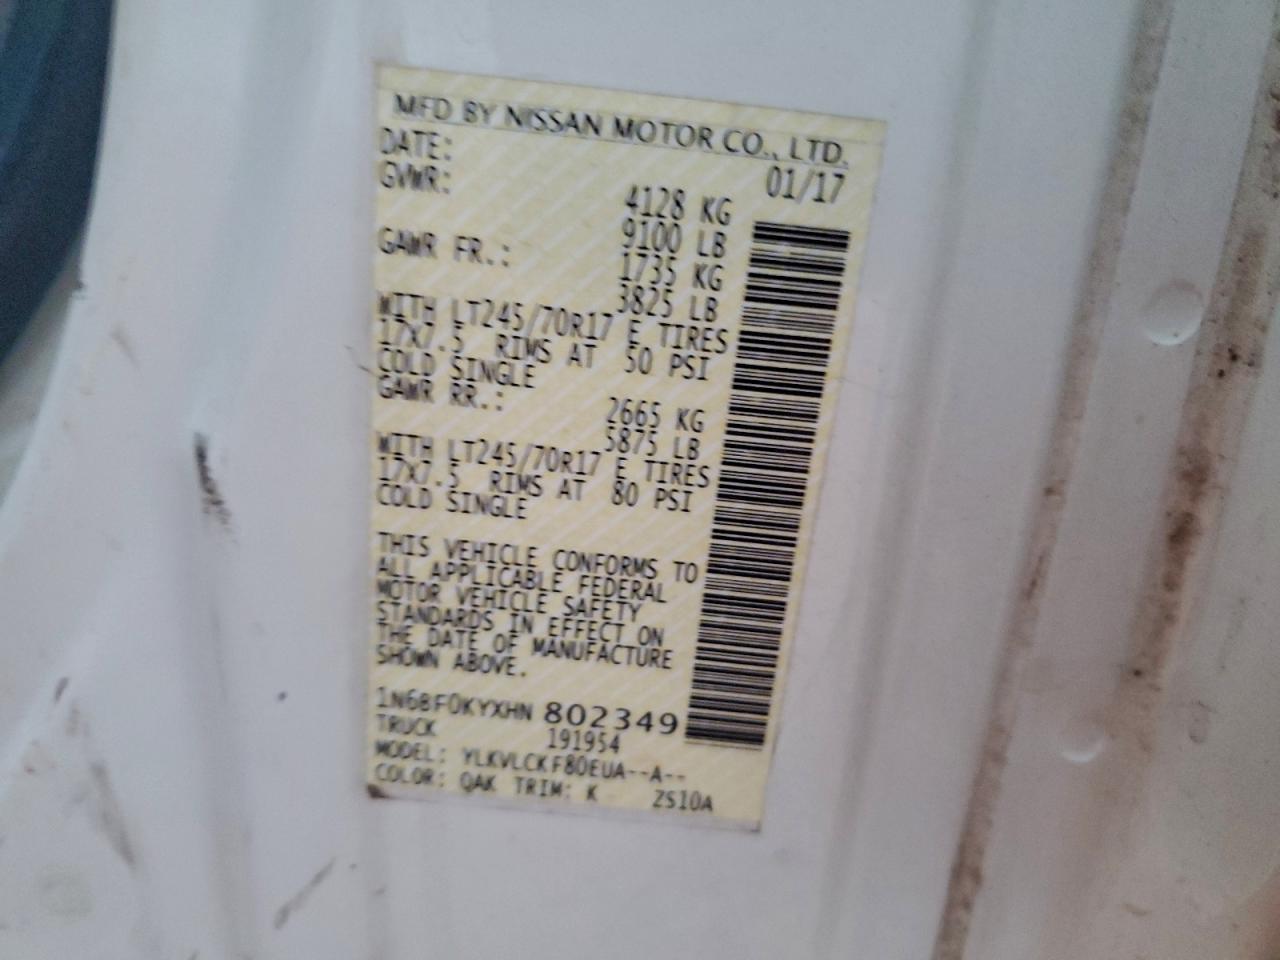 MFD BY NISSAN MOTOR CO., LTD.
DATE: 01/17
GVWR: 4128 KG
9100 LB
GAWR FR.: 1735 KG
3825 LB
WITH LT245/70R17 E TIRES
17X7.5 RIMS AT 50 PSI
COLD SINGLE
GAWR RR.: 2665 KG
5875 LB
WITH LT245/70R17 E TIRES
17X7.5 RIMS AT 80 PSI
COLD SINGLE
THIS VEHICLE CONFORMS TO
ALL APPLICABLE FEDERAL
MOTOR VEHICLE SAFETY
STANDARDS IN EFFECT ON
THE DATE OF MANUFACTURE
SHOWN ABOVE.
1N6BF0KYXHN802349
TRUCK 191954
MODEL: YLKVLCKF80EUA--A--
COLOR: QAK TRIM: K ZS10A